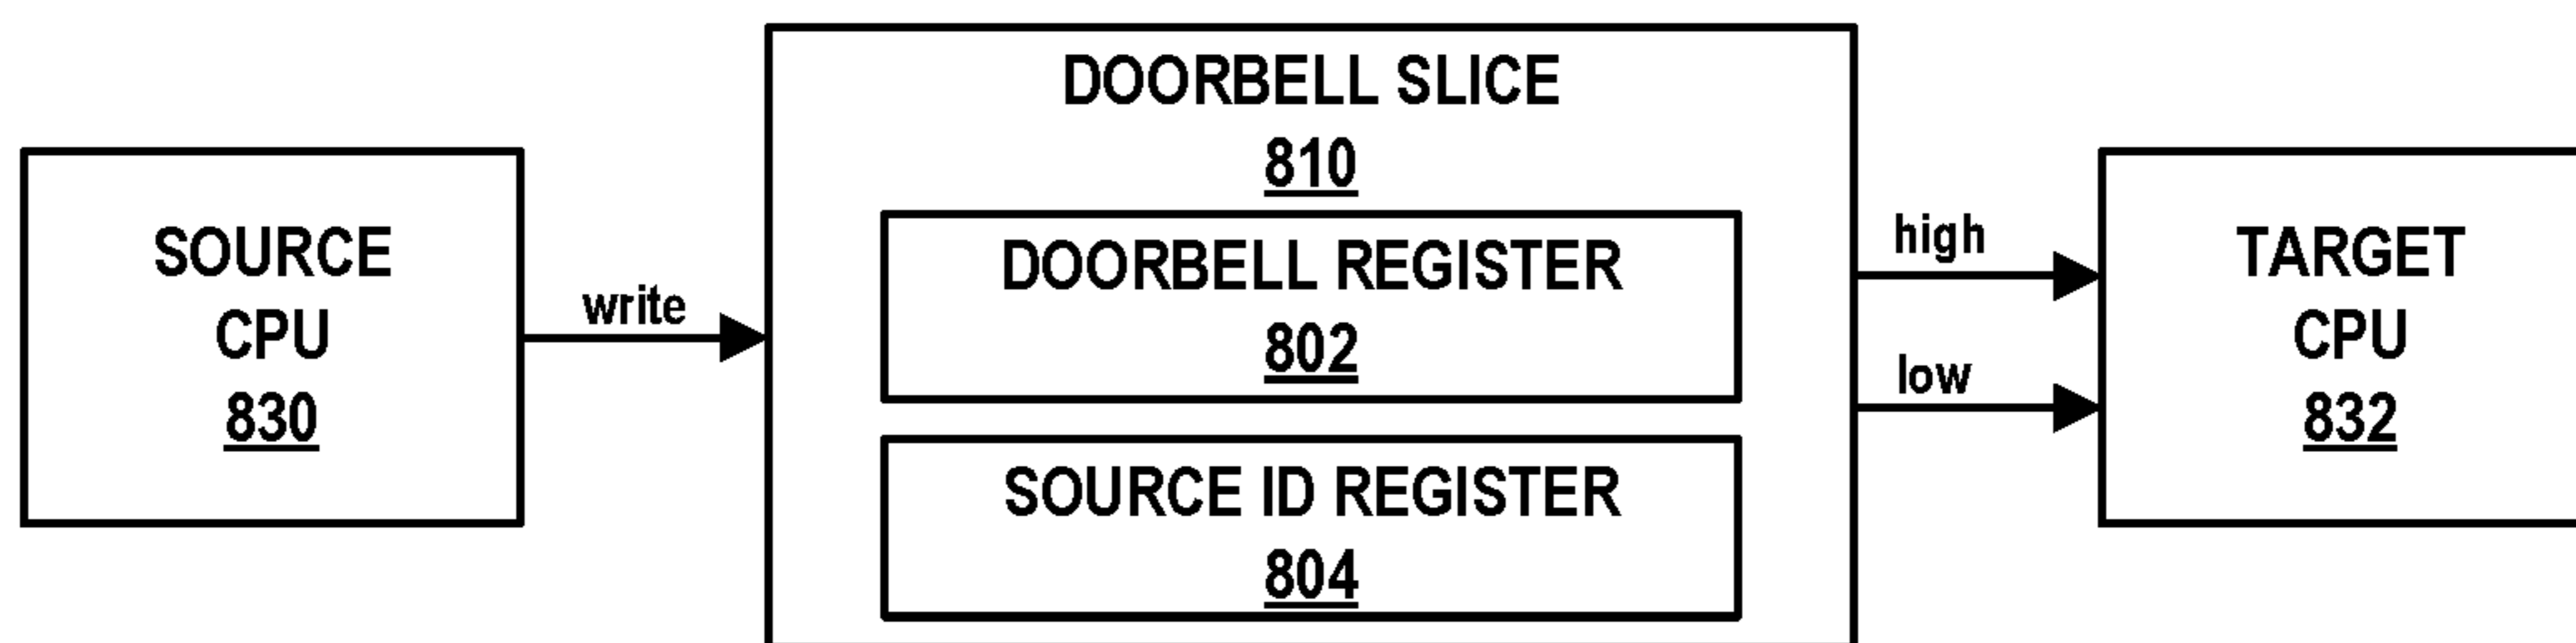 SOURCE
CPU
830
write
DOORBELL SLICE
810
DOORBELL REGISTER
802
SOURCE ID REGISTER
804
high
low
TARGET
CPU
832